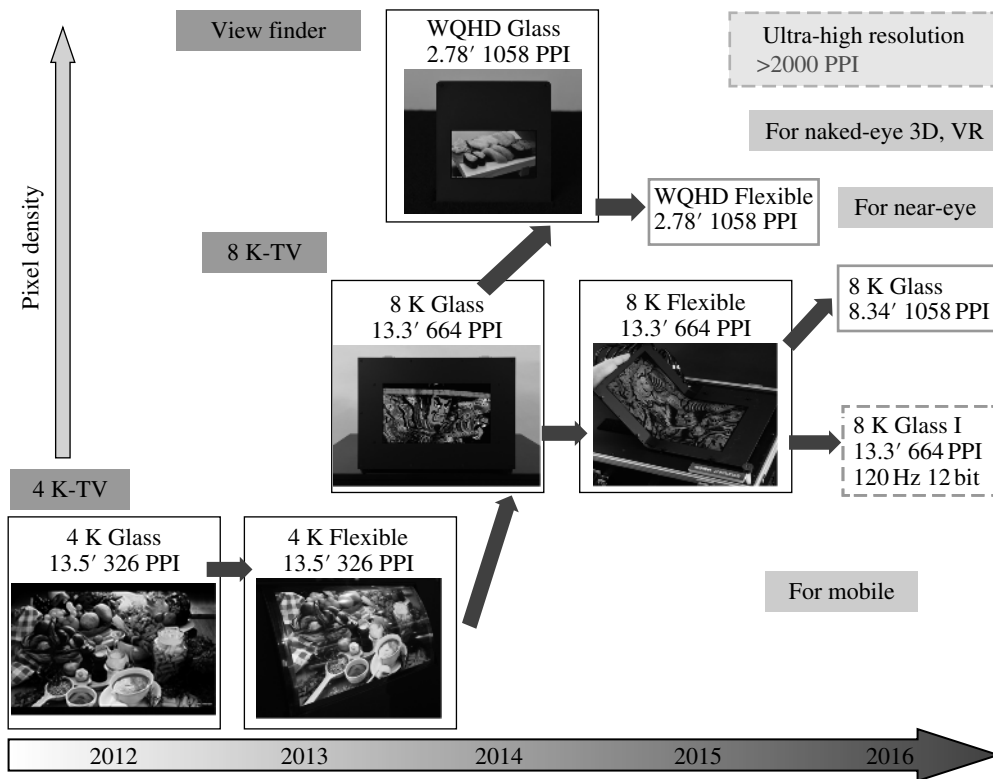 View finder
WQHD Glass
2.78′ 1058 PPI
Ultra-high resolution
>2000 PPI
For naked-eye 3D, VR
WQHD Flexible
2.78′ 1058 PPI
For near-eye
Pixel density
8 K-TV
8 K Glass
13.3′ 664 PPI
8 K Flexible
13.3′ 664 PPI
8 K Glass
8.34′ 1058 PPI
8 K Glass I
13.3′ 664 PPI
120 Hz 12 bit
4 K-TV
4 K Glass
13.5′ 326 PPI
4 K Flexible
13.5′ 326 PPI
For mobile
2012
2013
2014
2015
2016